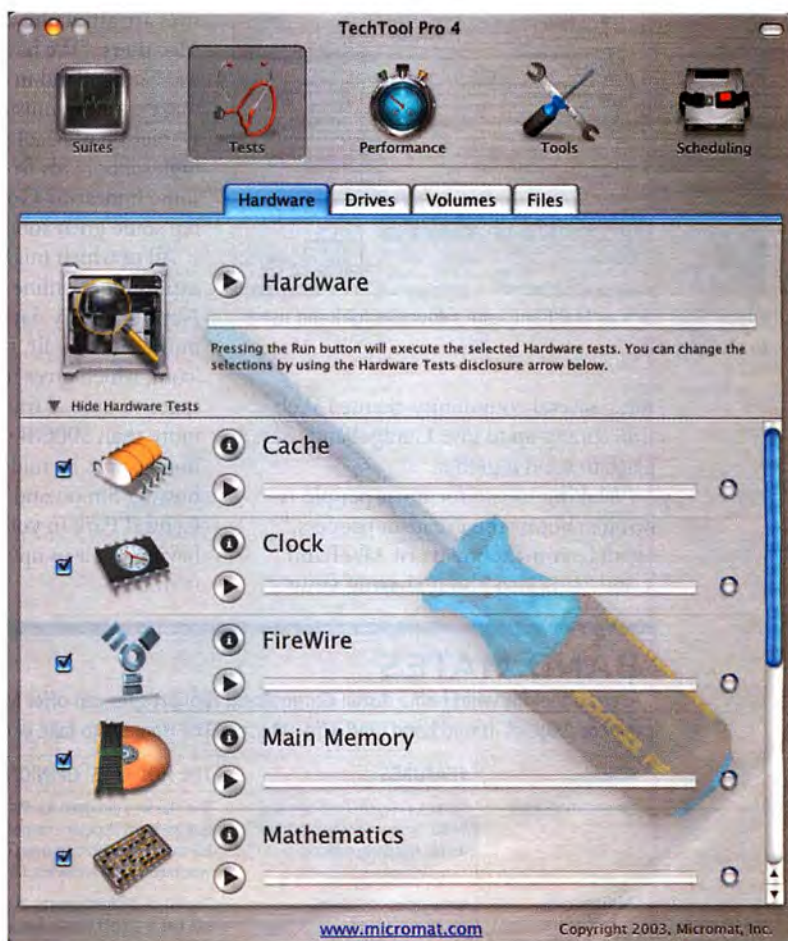 TechTool Pro 4
Suites
Tests
Performance
Tools
Scheduling
Hardware
Drives
Volumes
Files
Hardware
Pressing the Run button will execute the selected Hardware tests. You can change the
selections by using the Hardware Tests disclosure arrow below.
Hide Hardware Tests
Cache
Clock
FireWire
Main Memory
Mathematics
www.micromat.com
Copyright 2003, Micromat, Inc.